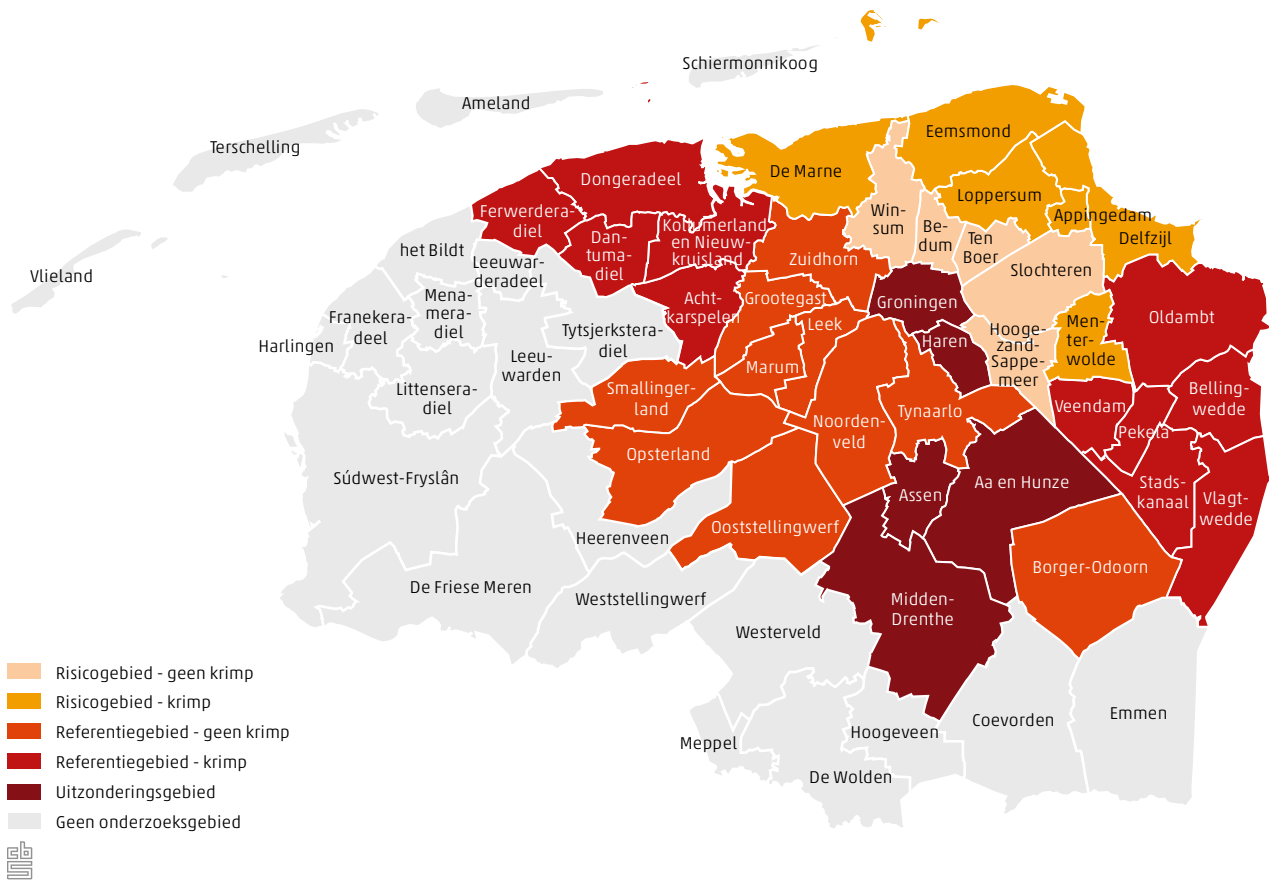 Schiermonnikoog
Ameland
Terschelling
Vlieland
Eemsmond
De Marne
Dongeradeel
Loppersum
Appingedam
Delfzijl
Ferwerdera-
diel
Win-
sum
Be-
dum
Ten
Boer
Kollumerland
en Nieuw-
kruisland
Dan-
tuma-
diel
het Bildt
Leeuwar-
deradeel
Zuidhorn
Slochteren
Mena-
mera-
diel
Acht-
karspelen
Grootegast
Groningen
Franekera-
deel
Harlingen
Tytsjerkstera-
diel
Leek
Haren
Hooge-
zand-
Sappe-
meer
Men-
ter-
wolde
Oldambt
Leeu-
warden
Marum
Littensera-
diel
Smallinger-
land
Noorden-
veld
Tynaarlo
Veendam
Pekela
Belling-
wedde
Opsterland
Súdwest-Fryslân
Assen
Aa en Hunze
Stads-
kanaal
Vlagt-
wedde
Ooststellingwerf
Heerenveen
Borger-Odoorn
De Friese Meren
Weststellingwerf
Midden-
Drenthe
Westerveld
Coevorden
Emmen
Hoogeveen
Meppel
De Wolden
Risicogebied - geen krimp
Risicogebied - krimp
Referentiegebied - geen krimp
Referentiegebied - krimp
Uitzonderingsgebied
Geen onderzoeksgebied
cbs